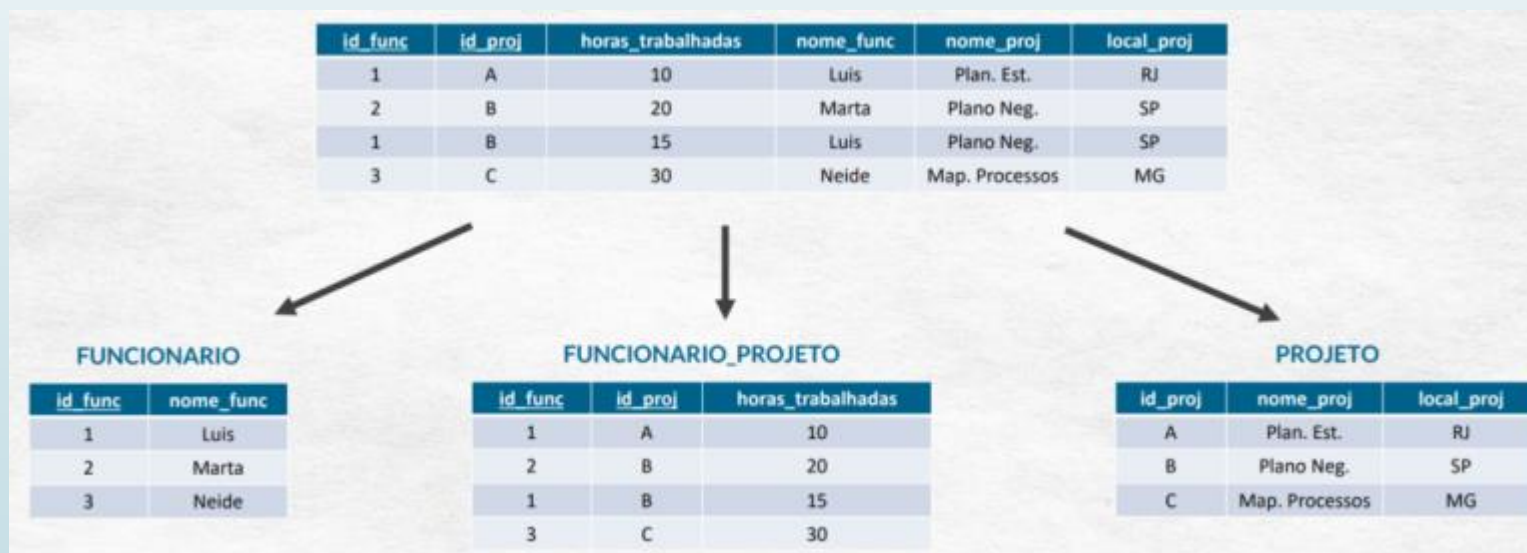 id_func id_proj horas_trabalhadas nome_func nome_proj local_proj
1 A 10 Luis Plan. Est. RJ
2 B 20 Marta Plano Neg. SP
1 B 15 Luis Plano Neg. SP
3 C 30 Neide Map. Processos MG
FUNCIONARIO
id_func nome_func
1 Luis
2 Marta
3 Neide
FUNCIONARIO_PROJETO
id_func id_proj horas_trabalhadas
1 A 10
2 B 20
1 B 15
3 C 30
PROJETO
id_proj nome_proj local_proj
A Plan. Est. RJ
B Plano Neg. SP
C Map. Processos MG